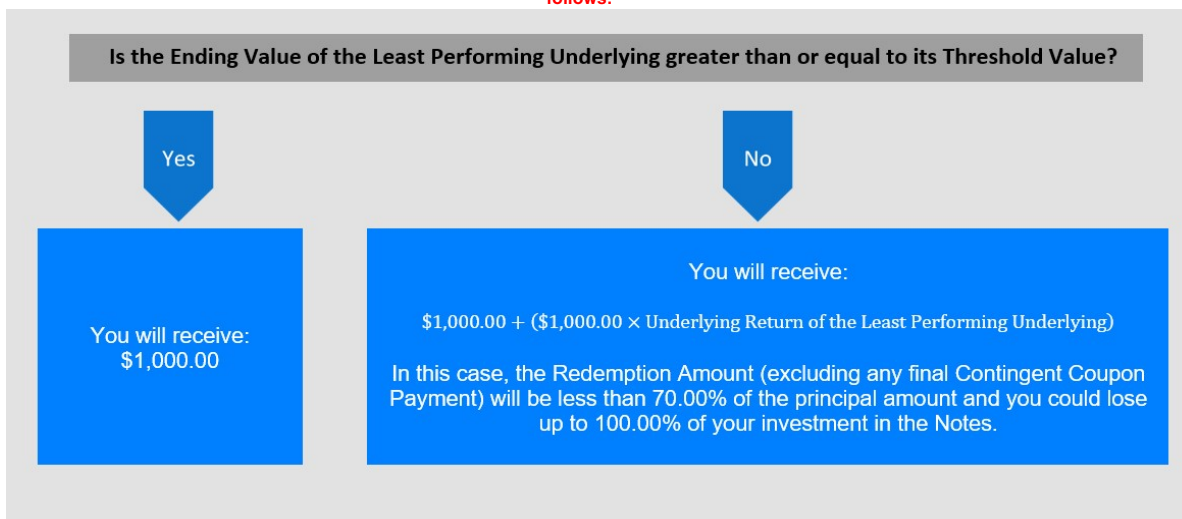 follows:
Is the Ending Value of the Least Performing Underlying greater than or equal to its Threshold Value?
Yes
No
You will receive:
$1,000.00
You will receive:
$1,000.00 + ($1,000.00 × Underlying Return of the Least Performing Underlying)
In this case, the Redemption Amount (excluding any final Contingent Coupon
Payment) will be less than 70.00% of the principal amount and you could lose
up to 100.00% of your investment in the Notes.